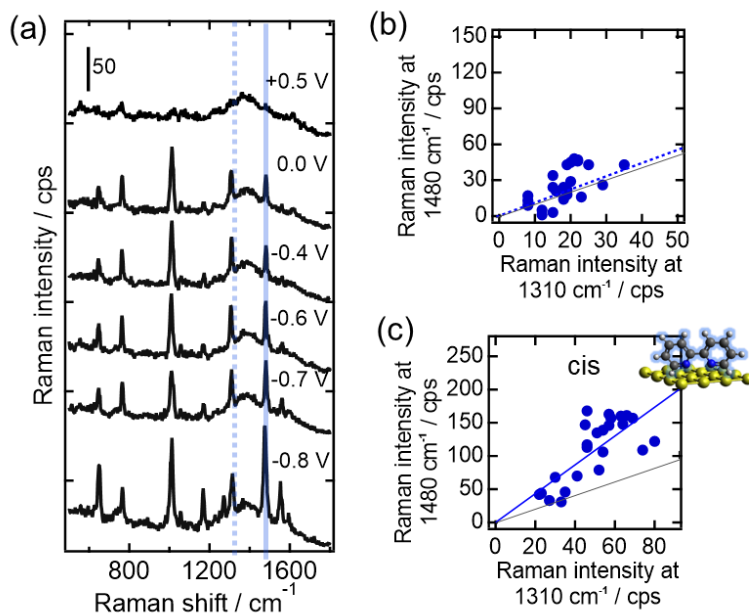 (a)
50
+0.5 V
0.0 V
-0.4 V
-0.6 V
-0.7 V
-0.8 V
Raman intensity / cps
800 1200 1600
Raman shift / cm⁻¹
(b)
150
120
90
60
30
0
Raman intensity at
1480 cm⁻¹ / cps
0 10 20 30 40 50
Raman intensity at
1310 cm⁻¹ / cps
(c)
cis
250
200
150
100
50
0
Raman intensity at
1480 cm⁻¹ / cps
0 20 40 60 80
Raman intensity at
1310 cm⁻¹ / cps